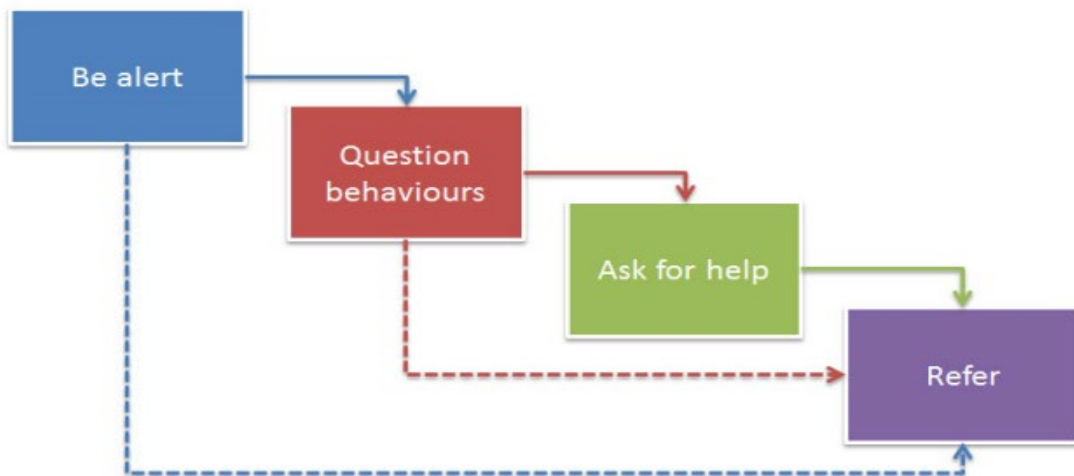 Be alert
Question
behaviours
Ask for help
Refer